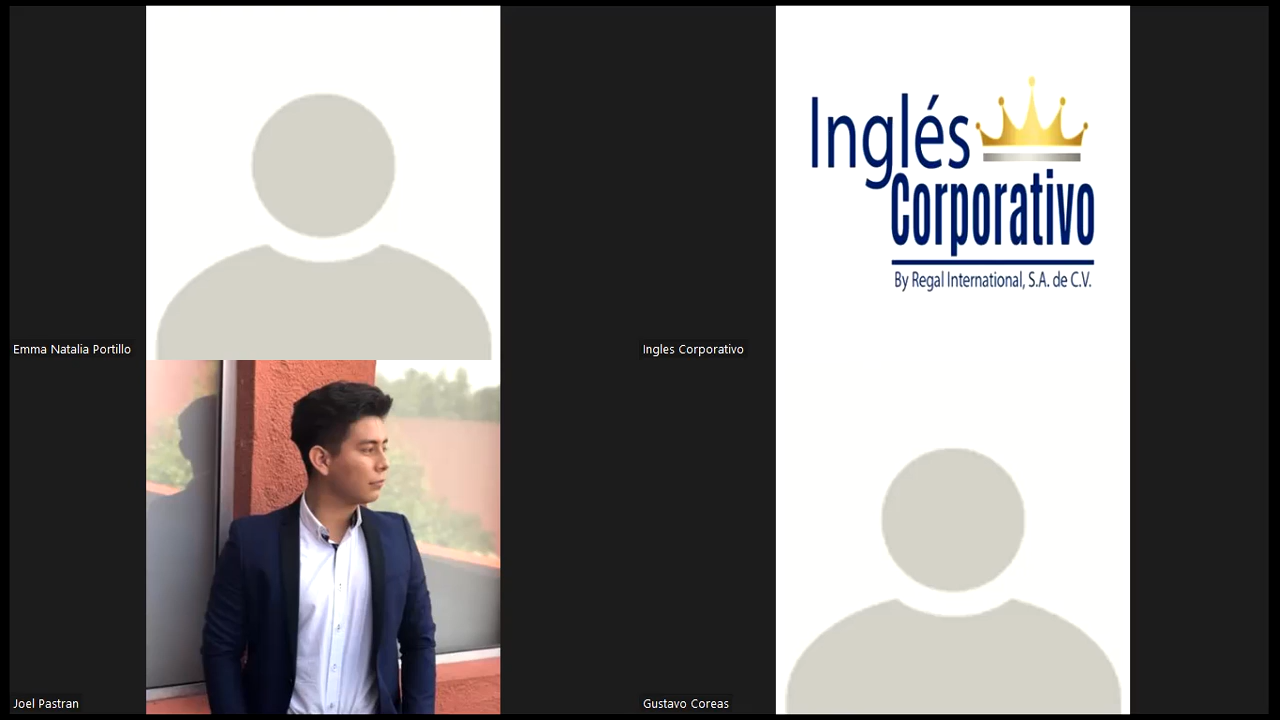 Inglés
Corporativo
By Regal International, S.A. de C.V.
Emma Natalia Portillo
Ingles Corporativo
Joel Pastran
Gustavo Coreas